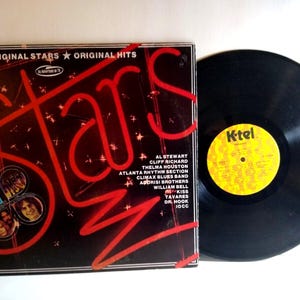 IGINAL STARS ★ ORIGINAL HITS
Stars
AL STEWART
CLIFF RICHARD
THELMA HOUSTON
ATLANTA RHYTHM SECTION
CLIMAX BLUES BAND
ADDRISI BROTHERS
WILLIAM BELL
KISS
TAVARES
DR. HOOK
10CC
K-tel